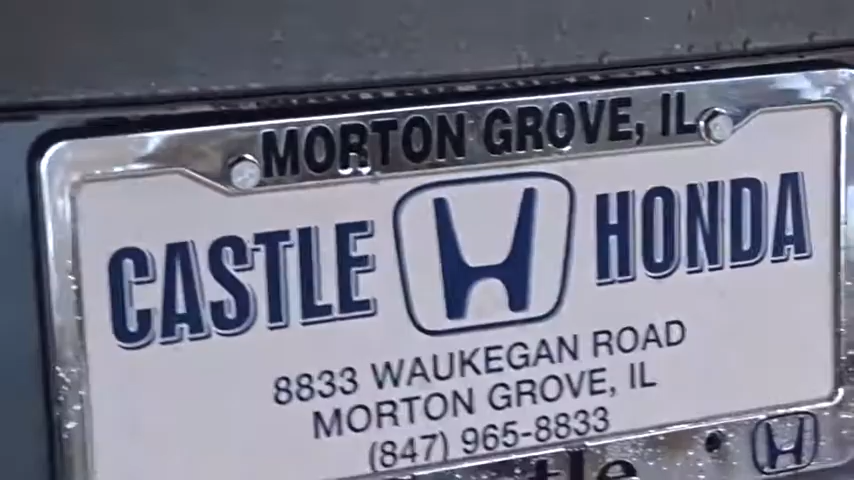 MORTON GROVE, IL
CASTLE HONDA
8833 WAUKEGAN ROAD
MORTON GROVE, IL
(847) 965-8833